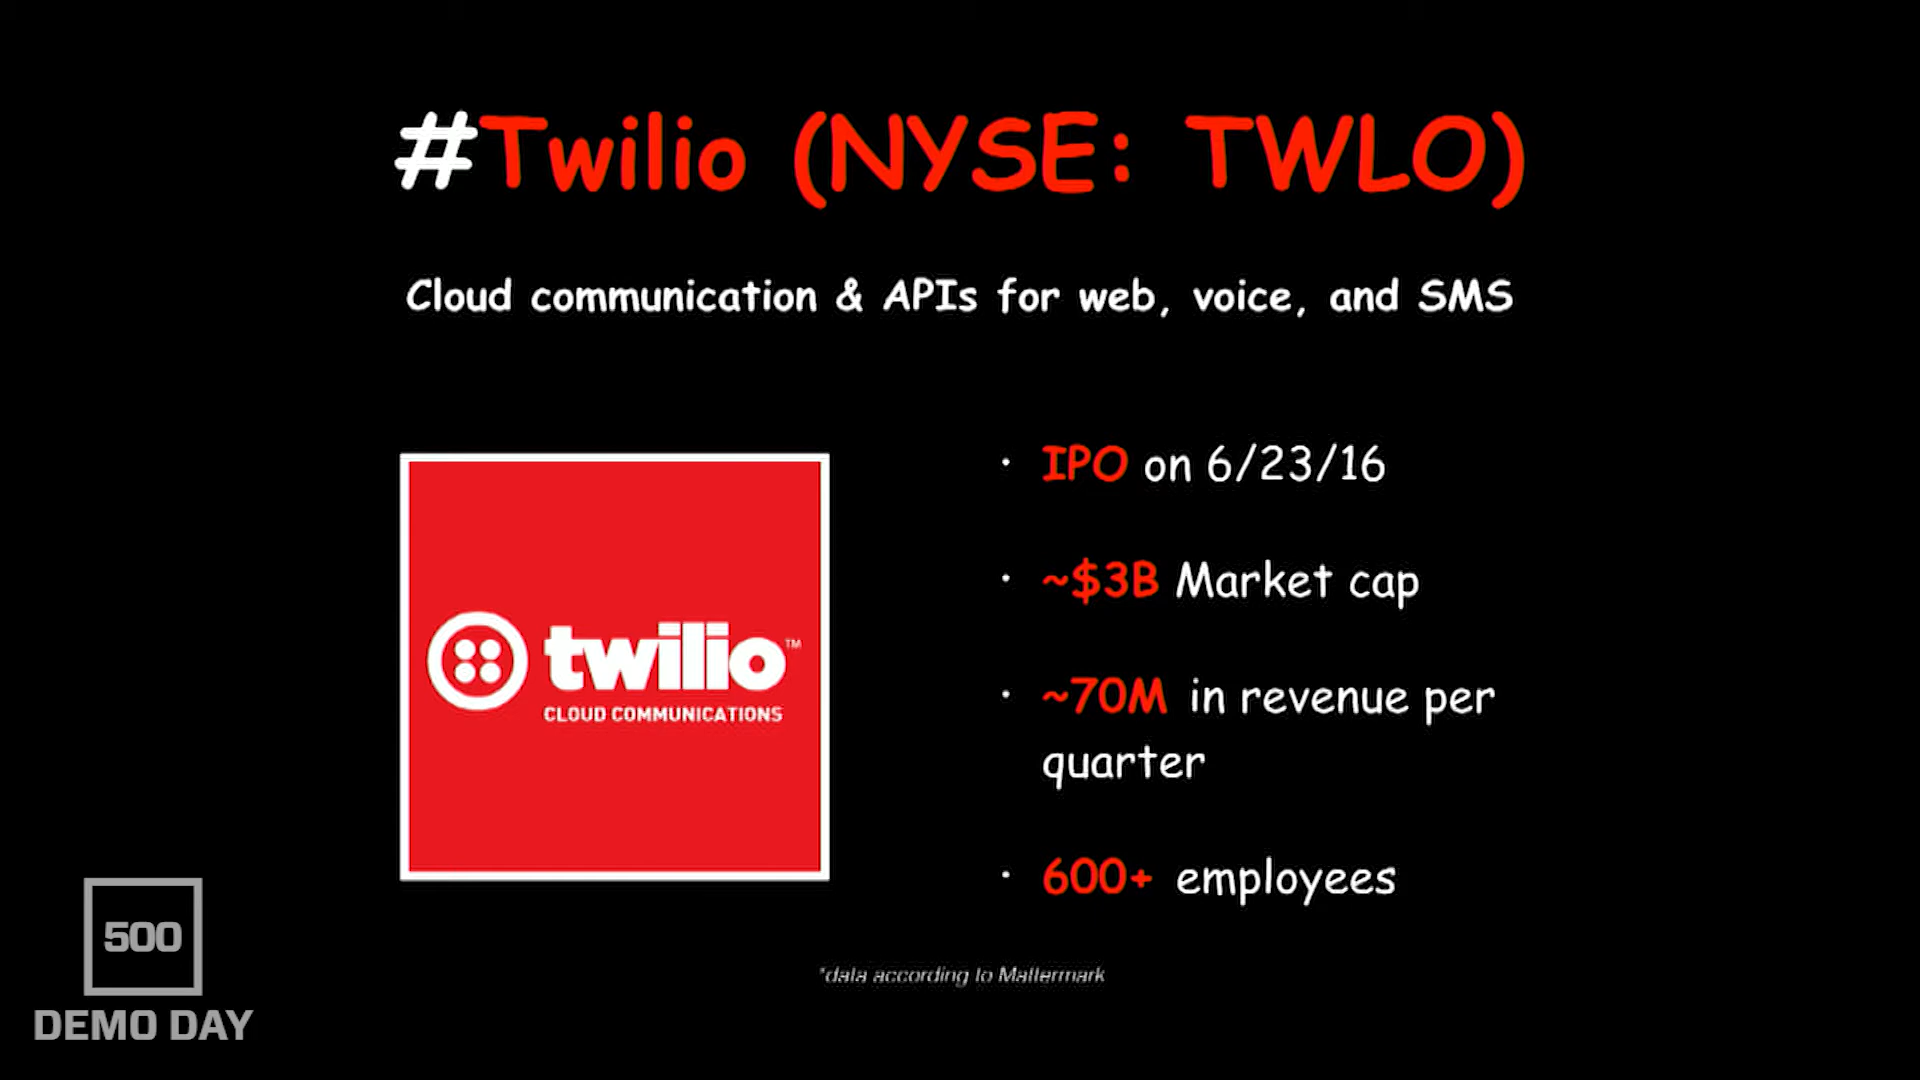 #Twilio (NYSE: TWLO)
Cloud communication & APIs for web, voice, and SMS
twilio™
CLOUD COMMUNICATIONS
· IPO on 6/23/16
· ~$3B Market cap
· ~70M in revenue per
quarter
· 600+ employees
*data according to Mattermark
500
DEMO DAY